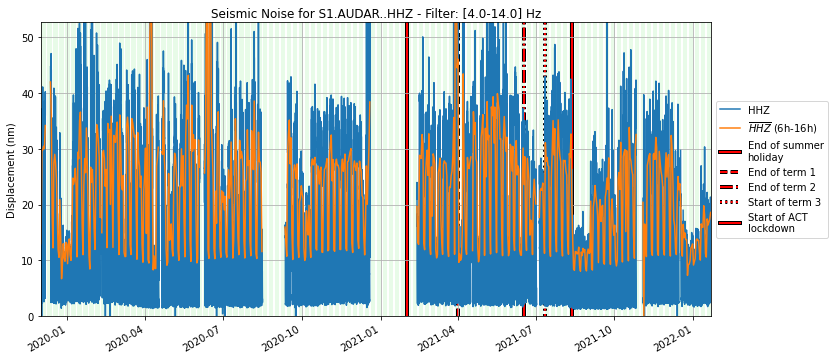 Seismic Noise for S1.AUDAR..HHZ - Filter: [4.0-14.0] Hz
Displacement (nm)
50
40
30
20
10
0
2020-01
2020-04
2020-07
2020-10
2021-01
2021-04
2021-07
2021-10
2022-01
HHZ
HHZ (6h-16h)
End of summer
holiday
End of term 1
End of term 2
Start of term 3
Start of ACT
lockdown